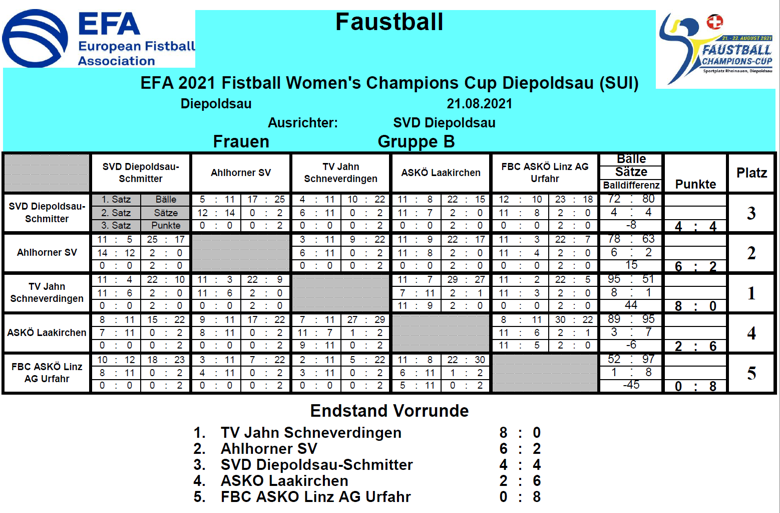 EFA
European Fistball
Association
Faustball
21. - 22. AUGUST 2021
FAUSTBALL
CHAMPIONS-CUP
Sportplatz Rheinauen, Diepoldsau
EFA 2021 Fistball Women's Champions Cup Diepoldsau (SUI)
Diepoldsau 21.08.2021
Ausrichter: SVD Diepoldsau
Frauen Gruppe B
SVD Diepoldsau-
Schmitter
Ahlhorner SV
TV Jahn
Schneverdingen
ASKÖ Laakirchen
FBC ASKÖ Linz AG
Urfahr
Bälle
Sätze
Balldifferenz
Punkte
Platz
SVD Diepoldsau-
Schmitter
1. Satz Bälle 5 : 11 17 : 25 4 : 11 10 : 22 11 : 8 22 : 15 12 : 10 23 : 18 72 : 80
2. Satz Sätze 12 : 14 0 : 2 6 : 11 0 : 2 11 : 7 2 : 0 11 : 8 2 : 0 4 : 4 3
3. Satz Punkte 0 : 0 0 : 2 0 : 0 0 : 2 0 : 0 2 : 0 0 : 0 2 : 0 -8 4 : 4
Ahlhorner SV
11 : 5 25 : 17 3 : 11 9 : 22 11 : 9 22 : 17 11 : 3 22 : 7 78 : 63
14 : 12 2 : 0 6 : 11 0 : 2 11 : 8 2 : 0 11 : 4 2 : 0 6 : 2 2
0 : 0 2 : 0 0 : 0 0 : 2 0 : 0 2 : 0 0 : 0 2 : 0 15 6 : 2
TV Jahn
Schneverdingen
11 : 4 22 : 10 11 : 3 22 : 9 11 : 7 29 : 27 11 : 2 22 : 5 95 : 51
11 : 6 2 : 0 11 : 6 2 : 0 7 : 11 2 : 1 11 : 3 2 : 0 8 : 1 1
0 : 0 2 : 0 0 : 0 2 : 0 11 : 9 2 : 0 0 : 0 2 : 0 44 8 : 0
ASKÖ Laakirchen
8 : 11 15 : 22 9 : 11 17 : 22 7 : 11 27 : 29 8 : 11 30 : 22 89 : 95
7 : 11 0 : 2 8 : 11 0 : 2 11 : 7 1 : 2 11 : 6 2 : 1 3 : 7 4
0 : 0 0 : 2 0 : 0 0 : 2 9 : 11 0 : 2 11 : 5 2 : 0 -6 2 : 6
FBC ASKÖ Linz
AG Urfahr
10 : 12 18 : 23 3 : 11 7 : 22 2 : 11 5 : 22 11 : 8 22 : 30 52 : 97
8 : 11 0 : 2 4 : 11 0 : 2 3 : 11 0 : 2 6 : 11 1 : 2 1 : 8 5
0 : 0 0 : 2 0 : 0 0 : 2 0 : 0 0 : 2 5 : 11 0 : 2 -45 0 : 8
Endstand Vorrunde
1. TV Jahn Schneverdingen 8 : 0
2. Ahlhorner SV 6 : 2
3. SVD Diepoldsau-Schmitter 4 : 4
4. ASKO Laakirchen 2 : 6
5. FBC ASKO Linz AG Urfahr 0 : 8